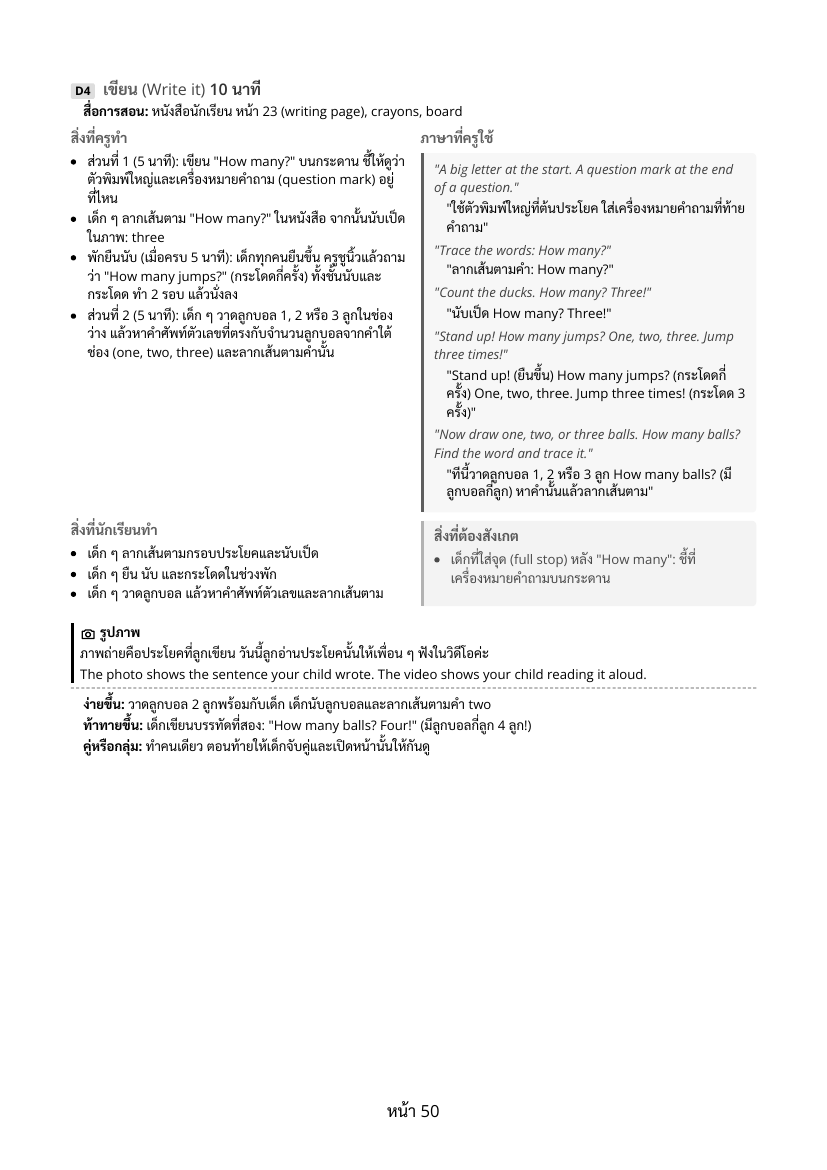 D4 เขียน (Write it) 10 นาที
สื่อการสอน: หนังสือนักเรียน หน้า 23 (writing page), crayons, board
สิ่งที่ครูทำ
• ส่วนที่ 1 (5 นาที): เขียน "How many?" บนกระดาน ชี้ให้ดูว่า
ตัวพิมพ์ใหญ่และเครื่องหมายคำถาม (question mark) อยู่
ที่ไหน
• เด็ก ๆ ลากเส้นตาม "How many?" ในหนังสือ จากนั้นนับเป็ด
ในภาพ: three
• พักยืนนับ (เมื่อครบ 5 นาที): เด็กทุกคนยืนขึ้น ครูชูนิ้วแล้วถาม
ว่า "How many jumps?" (กระโดดกี่ครั้ง) ทั้งชั้นนับและ
กระโดด ทำ 2 รอบ แล้วนั่งลง
• ส่วนที่ 2 (5 นาที): เด็ก ๆ วาดลูกบอล 1, 2 หรือ 3 ลูกในช่อง
ว่าง แล้วหาคำศัพท์ตัวเลขที่ตรงกับจำนวนลูกบอลจากคำใต้
ช่อง (one, two, three) และลากเส้นตามคำนั้น
ภาษาที่ครูใช้
"A big letter at the start. A question mark at the end
of a question."
"ใช้ตัวพิมพ์ใหญ่ที่ต้นประโยค ใส่เครื่องหมายคำถามที่ท้าย
คำถาม"
"Trace the words: How many?"
"ลากเส้นตามคำ: How many?"
"Count the ducks. How many? Three!"
"นับเป็ด How many? Three!"
"Stand up! How many jumps? One, two, three. Jump
three times!"
"Stand up! (ยืนขึ้น) How many jumps? (กระโดดกี่
ครั้ง) One, two, three. Jump three times! (กระโดด 3
ครั้ง)"
"Now draw one, two, or three balls. How many balls?
Find the word and trace it."
"ทีนี้วาดลูกบอล 1, 2 หรือ 3 ลูก How many balls? (มี
ลูกบอลกี่ลูก) หาคำนั้นแล้วลากเส้นตาม"
สิ่งที่นักเรียนทำ
• เด็ก ๆ ลากเส้นตามกรอบประโยคและนับเป็ด
• เด็ก ๆ ยืน นับ และกระโดดในช่วงพัก
• เด็ก ๆ วาดลูกบอล แล้วหาคำศัพท์ตัวเลขและลากเส้นตาม
สิ่งที่ต้องสังเกต
• เด็กที่ใส่จุด (full stop) หลัง "How many": ชี้ที่
เครื่องหมายคำถามบนกระดาน
รูปภาพ
ภาพถ่ายคือประโยคที่ลูกเขียน วันนี้ลูกอ่านประโยคนั้นให้เพื่อน ๆ ฟังในวิดีโอค่ะ
The photo shows the sentence your child wrote. The video shows your child reading it aloud.
ง่ายขึ้น: วาดลูกบอล 2 ลูกพร้อมกับเด็ก เด็กนับลูกบอลและลากเส้นตามคำ two
ท้าทายขึ้น: เด็กเขียนบรรทัดที่สอง: "How many balls? Four!" (มีลูกบอลกี่ลูก 4 ลูก!)
คู่หรือกลุ่ม: ทำคนเดียว ตอนท้ายให้เด็กจับคู่และเปิดหน้านั้นให้กันดู
หน้า 50